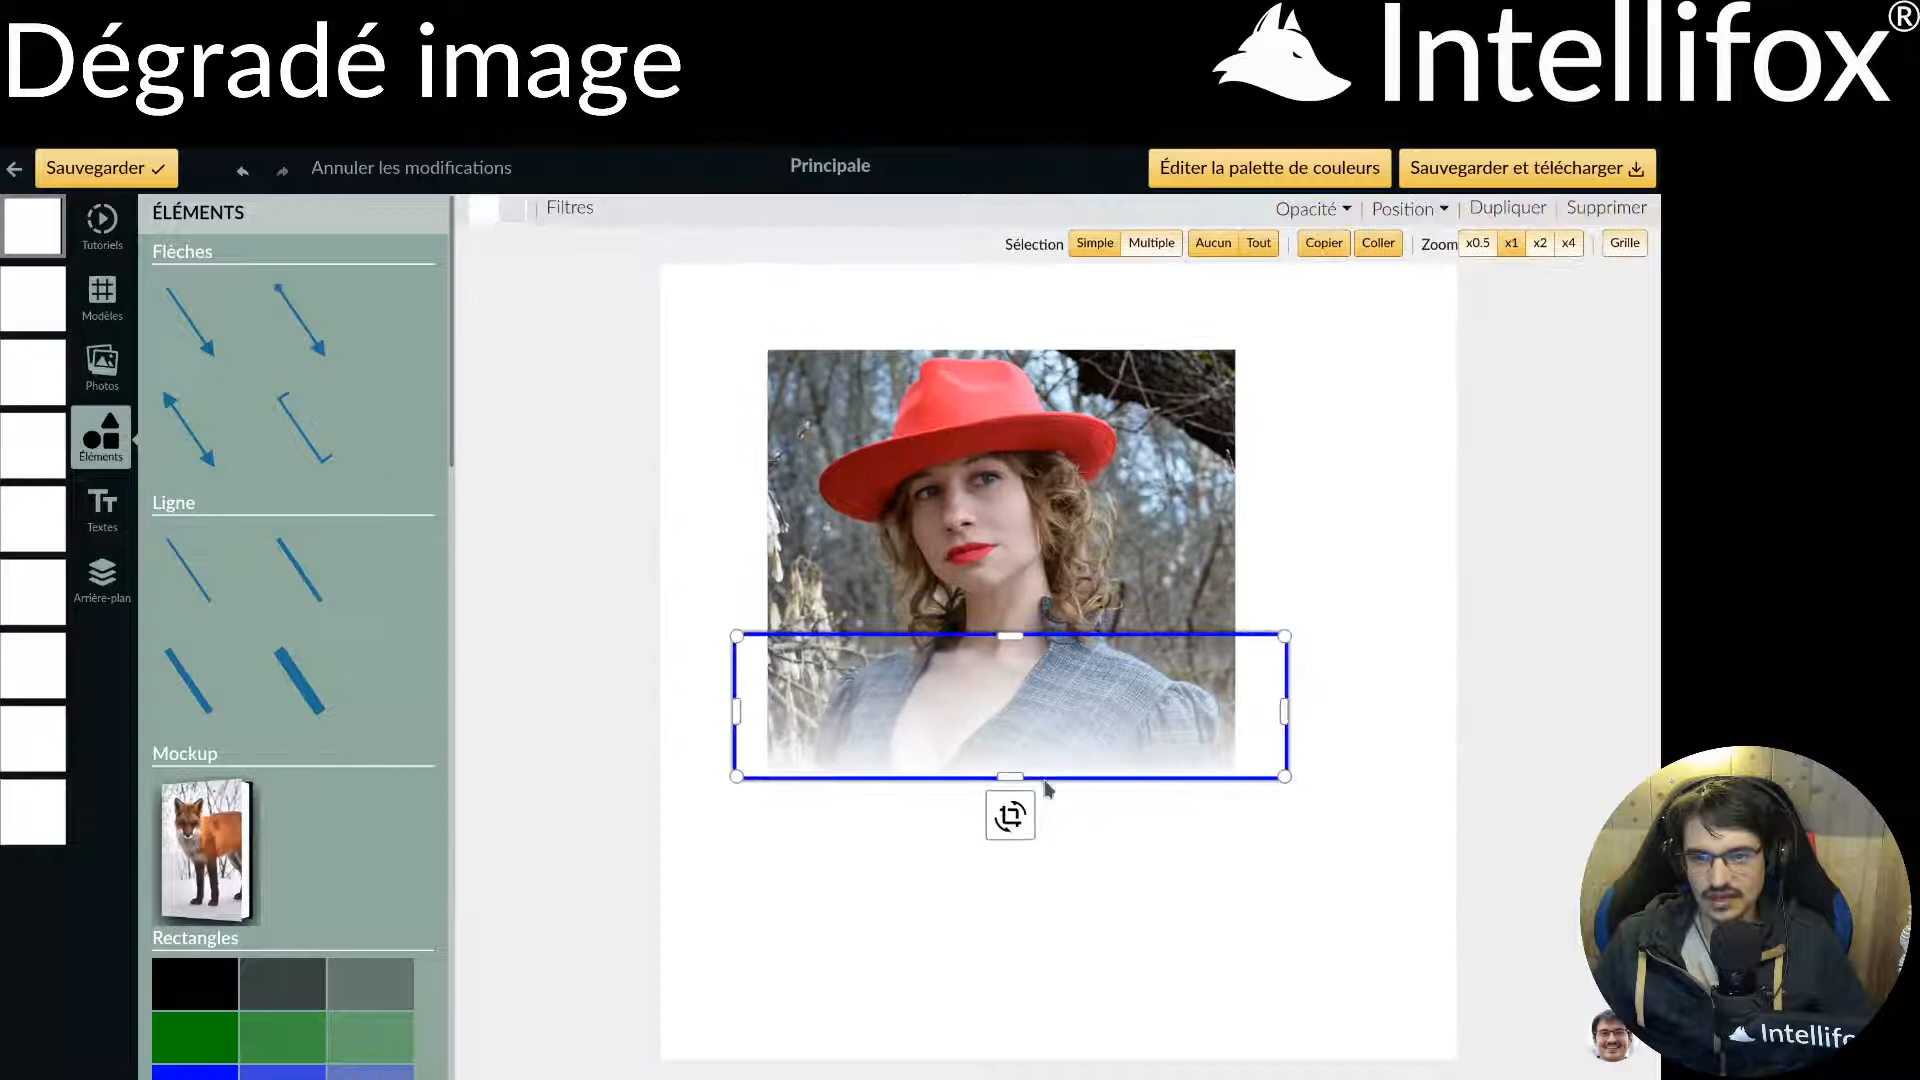 Dégradé image
Intellifox®
Sauvegarder
Annuler les modifications
Principale
Éditer la palette de couleurs
Sauvegarder et télécharger
Tutoriels
Modèles
Photos
Éléments
Textes
Arrière-plan
ÉLÉMENTS
Flèches
Ligne
Mockup
Rectangles
Filtres
Opacité
Position
Dupliquer
Supprimer
Sélection
Simple
Multiple
Aucun
Tout
Copier
Coller
Zoom
x0.5
x1
x2
x4
Grille
Intellifo